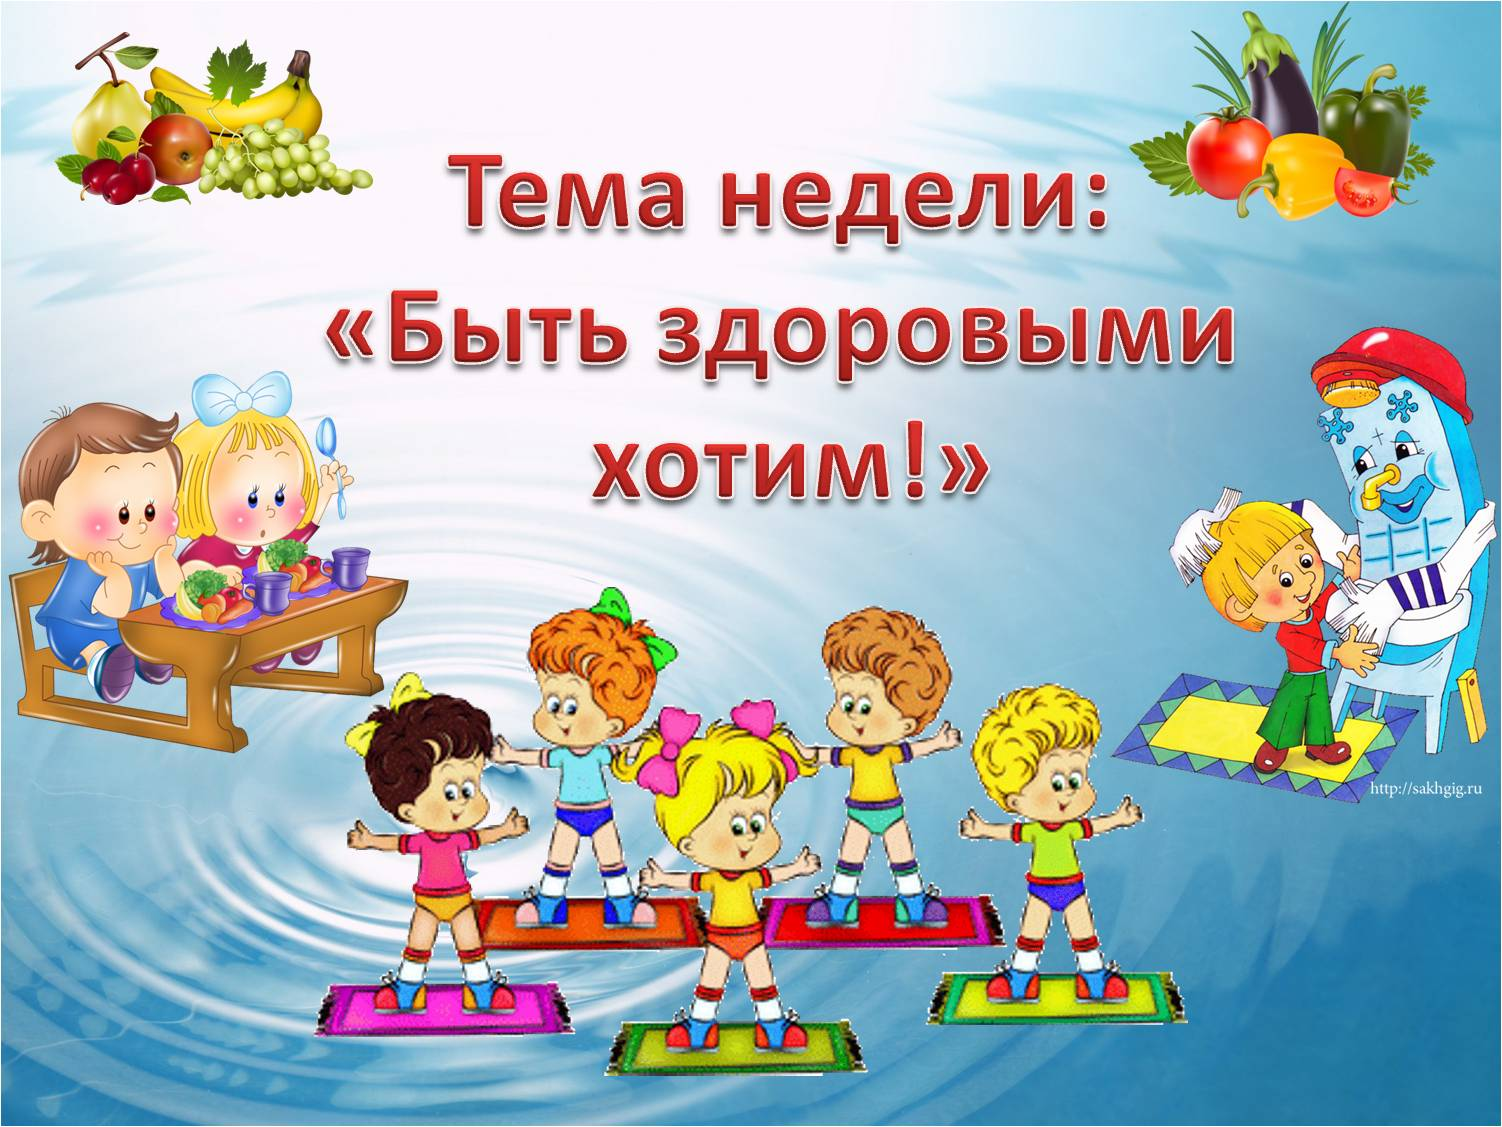 Тема недели:
«Быть здоровыми
хотим!»
http://sakhgig.ru